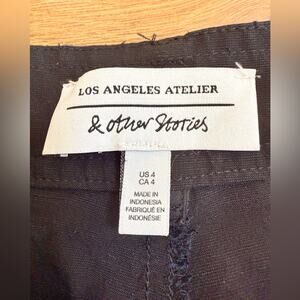 LOS ANGELES ATELIER
& Other Stories
US 4
CA 4
MADE IN
INDONESIA
FABRIQUÉ EN
INDONÉSIE